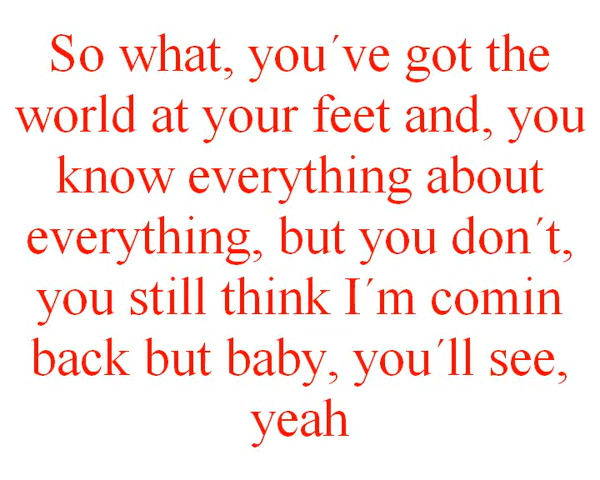 So what, you´ve got the
world at your feet and, you
know everything about
everything, but you don´t,
you still think I´m comin
back but baby, you´ll see,
yeah